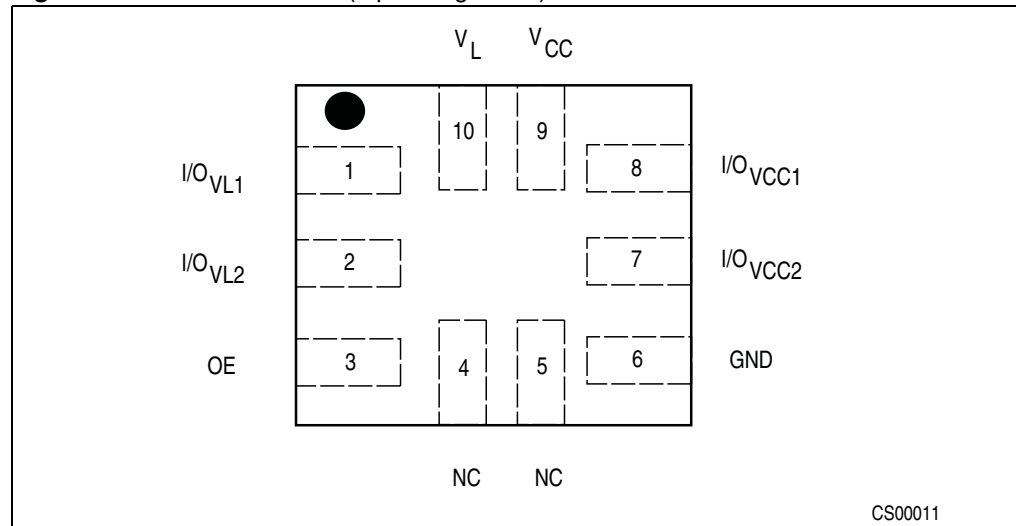 V_L V_CC
10 9
I/O_VL1 1 8 I/O_VCC1
I/O_VL2 2 7 I/O_VCC2
OE 3 4 5 6 GND
NC NC
CS00011